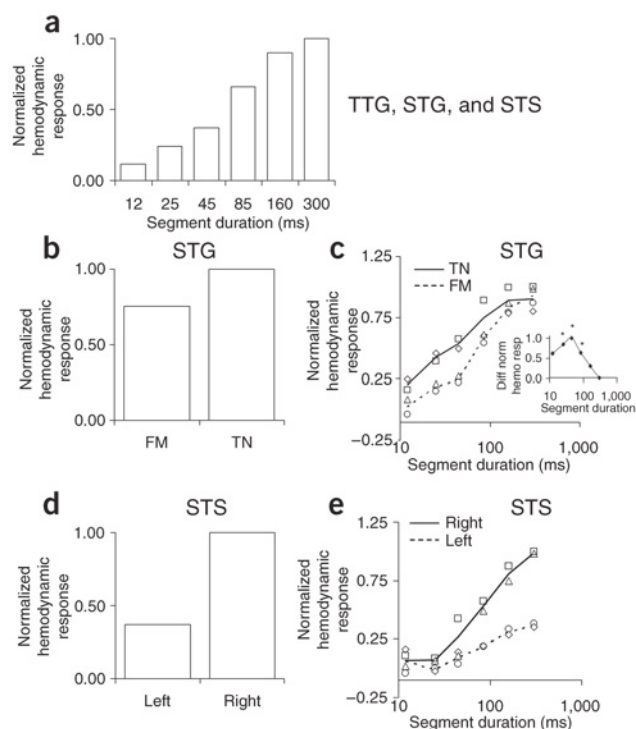 a
Normalized
hemodynamic
response
1.00
0.50
0.00
12 25 45 85 160 300
Segment duration (ms)
TTG, STG, and STS
b
STG
Normalized
hemodynamic
response
1.00
0.50
0.00
FM TN
c
STG
TN
FM
Normalized
hemodynamic
response
1.25
0.75
0.25
−0.25
10 100 1,000
Segment duration (ms)
Diff norm
hemo resp
1.0
0.5
0.0
* * *
10 100 1,000
Segment duration
d
STS
Normalized
hemodynamic
response
1.00
0.50
0.00
Left Right
e
STS
Right
Left
Normalized
hemodynamic
response
1.25
0.75
0.25
−0.25
10 100 1,000
Segment duration (ms)